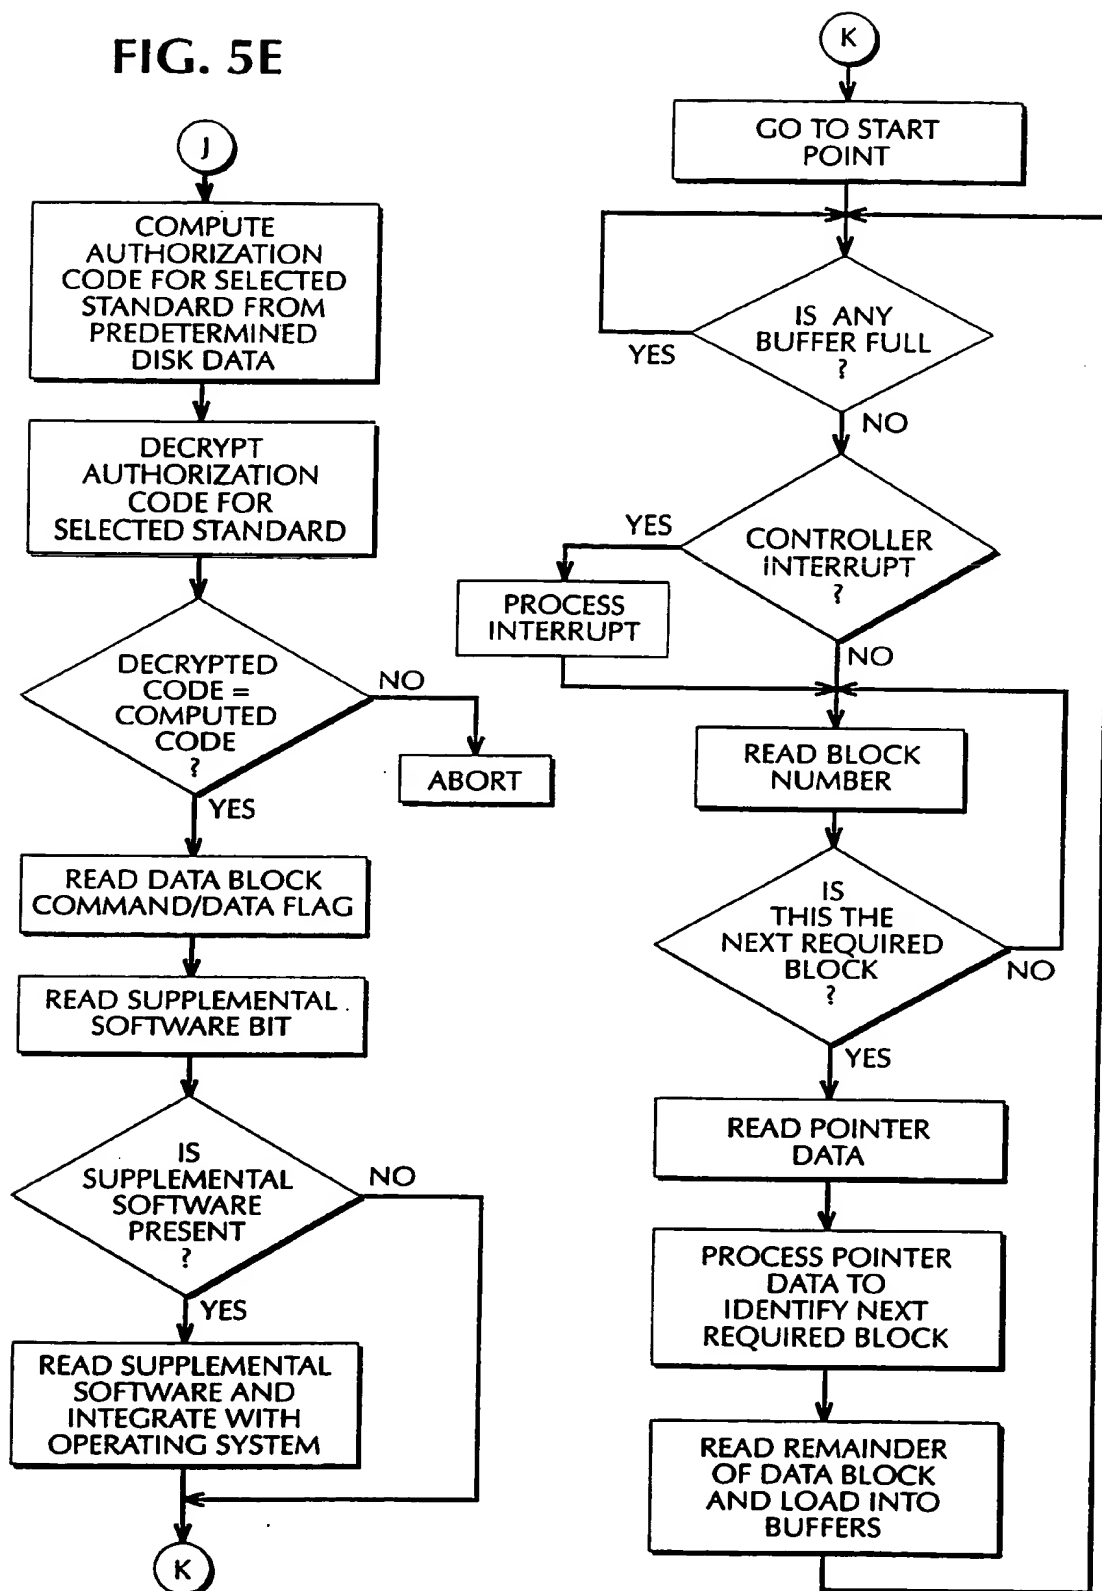 FIG. 5E
J
COMPUTE
AUTHORIZATION
CODE FOR SELECTED
STANDARD FROM
PREDETERMINED
DISK DATA
DECRYPT
AUTHORIZATION
CODE FOR
SELECTED STANDARD
DECRYPTED
CODE =
COMPUTED
CODE
?
NO
ABORT
YES
READ DATA BLOCK
COMMAND/DATA FLAG
READ SUPPLEMENTAL
SOFTWARE BIT
IS
SUPPLEMENTAL
SOFTWARE
PRESENT
?
NO
YES
READ SUPPLEMENTAL
SOFTWARE AND
INTEGRATE WITH
OPERATING SYSTEM
K
K
GO TO START
POINT
IS ANY
BUFFER FULL
?
YES
NO
CONTROLLER
INTERRUPT
?
YES
PROCESS
INTERRUPT
NO
READ BLOCK
NUMBER
IS
THIS THE
NEXT REQUIRED
BLOCK
?
NO
YES
READ POINTER
DATA
PROCESS POINTER
DATA TO
IDENTIFY NEXT
REQUIRED BLOCK
READ REMAINDER
OF DATA BLOCK
AND LOAD INTO
BUFFERS